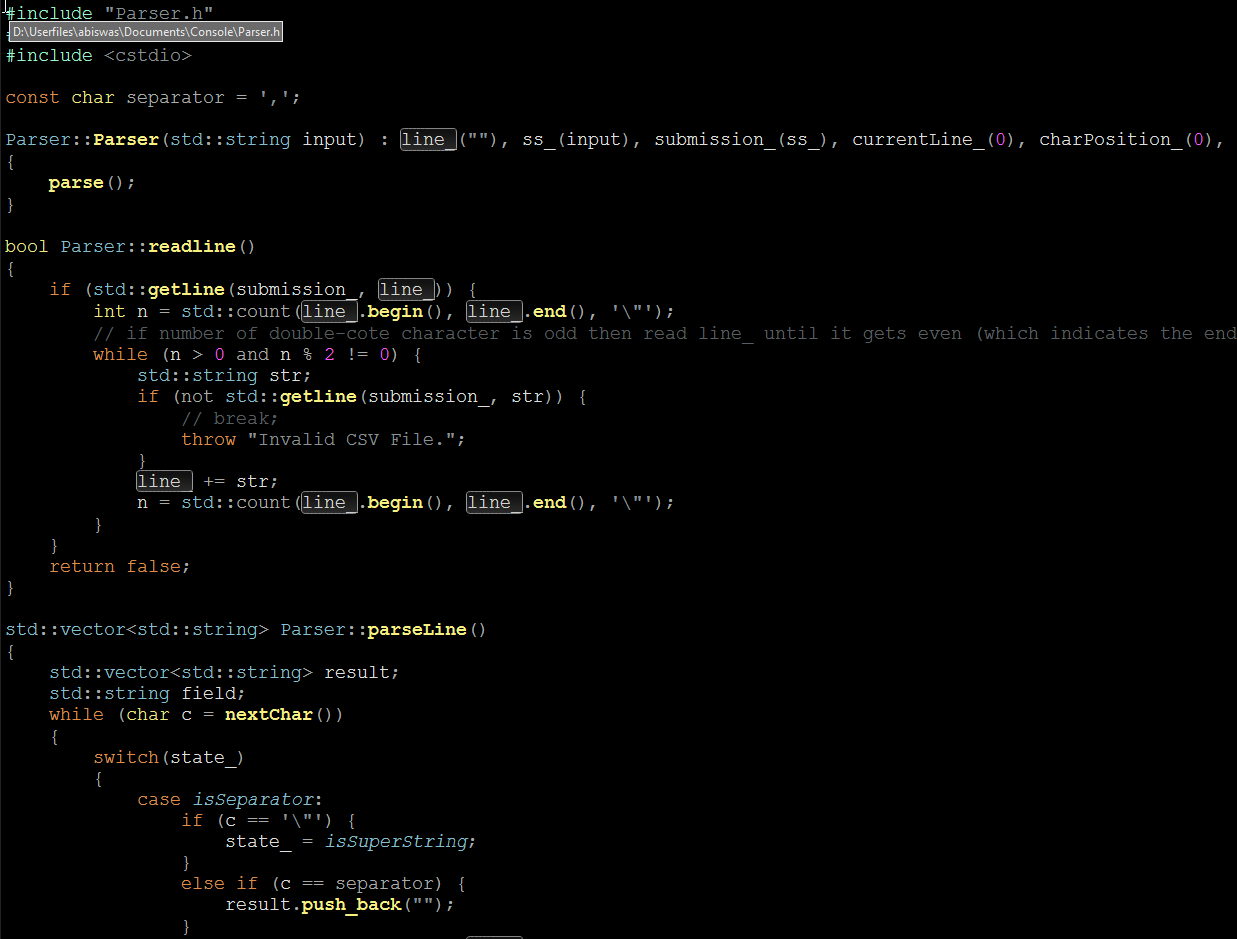 #include "Parser.h"
D:\Userfiles\abiswas\Documents\Console\Parser.h
#include <cstdio>
const char separator = ',';
Parser::Parser(std::string input) : line_(""), ss_(input), submission_(ss_), currentLine_(0), charPosition_(0),
{
    parse();
}
bool Parser::readline()
{
    if (std::getline(submission_, line_)) {
        int n = std::count(line_.begin(), line_.end(), '\"');
        // if number of double-cote character is odd then read line_ until it gets even (which indicates the end
        while (n > 0 and n % 2 != 0) {
            std::string str;
            if (not std::getline(submission_, str)) {
                // break;
                throw "Invalid CSV File.";
            }
            line_ += str;
            n = std::count(line_.begin(), line_.end(), '\"');
        }
    }
    return false;
}
std::vector<std::string> Parser::parseLine()
{
    std::vector<std::string> result;
    std::string field;
    while (char c = nextChar())
    {
        switch(state_)
        {
            case isSeparator:
                if (c == '\"') {
                    state_ = isSuperString;
                }
                else if (c == separator) {
                    result.push_back("");
                }